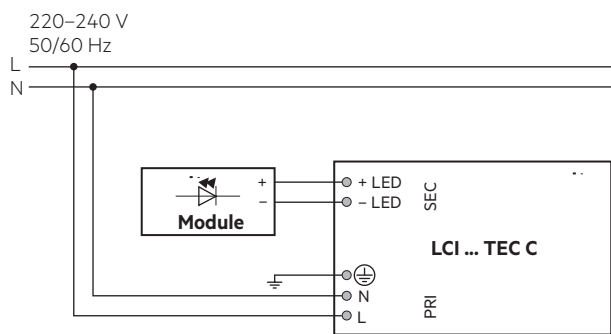 220–240 V
50/60 Hz
L
N
+ + LED
– – LED
SEC
Module
LCI ... TEC C
N
PRI
L